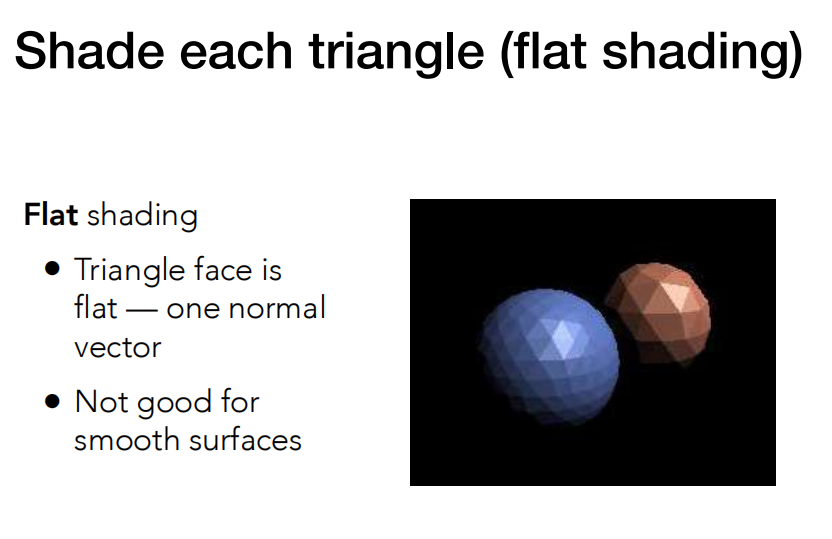 Shade each triangle (flat shading)
Flat shading
● Triangle face is
flat — one normal
vector
● Not good for
smooth surfaces